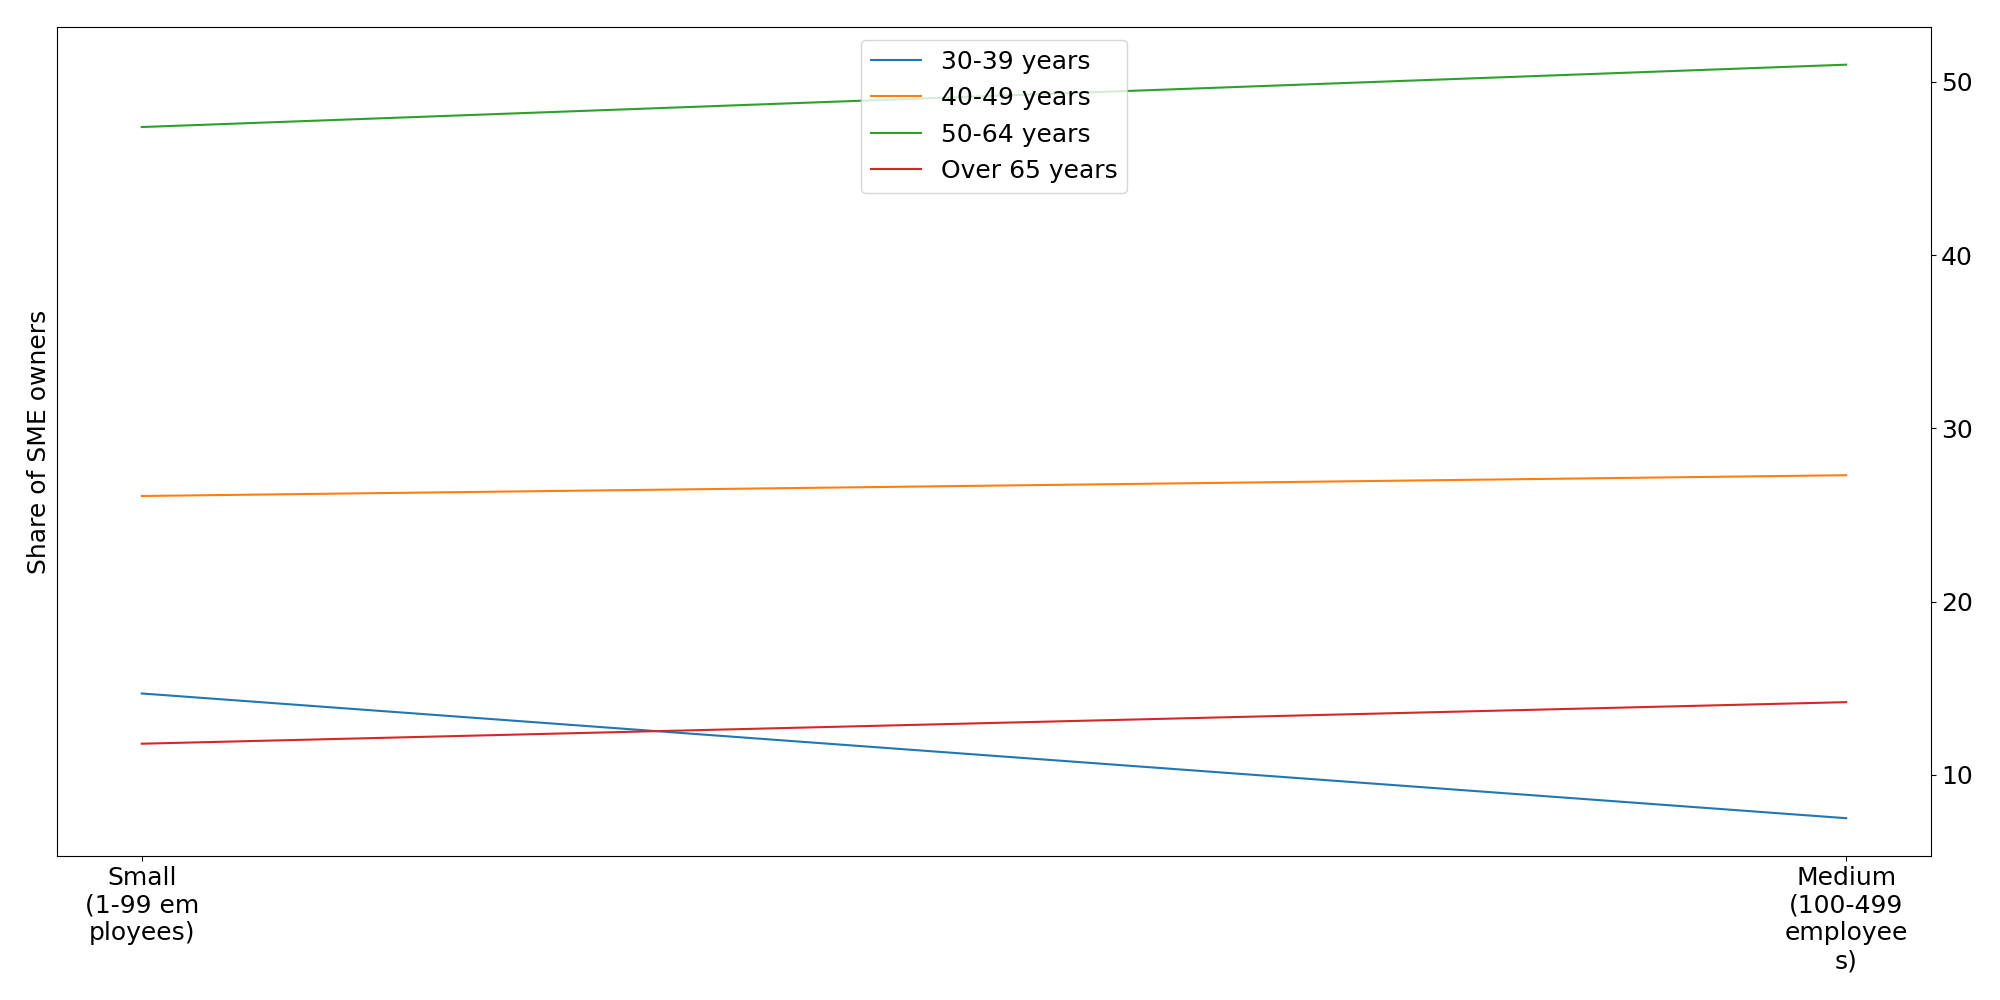 30-39 years
40-49 years
50-64 years
Over 65 years
Share of SME owners
50
40
30
20
10
Small
(1-99 em
ployees)
Medium
(100-499
employee
s)